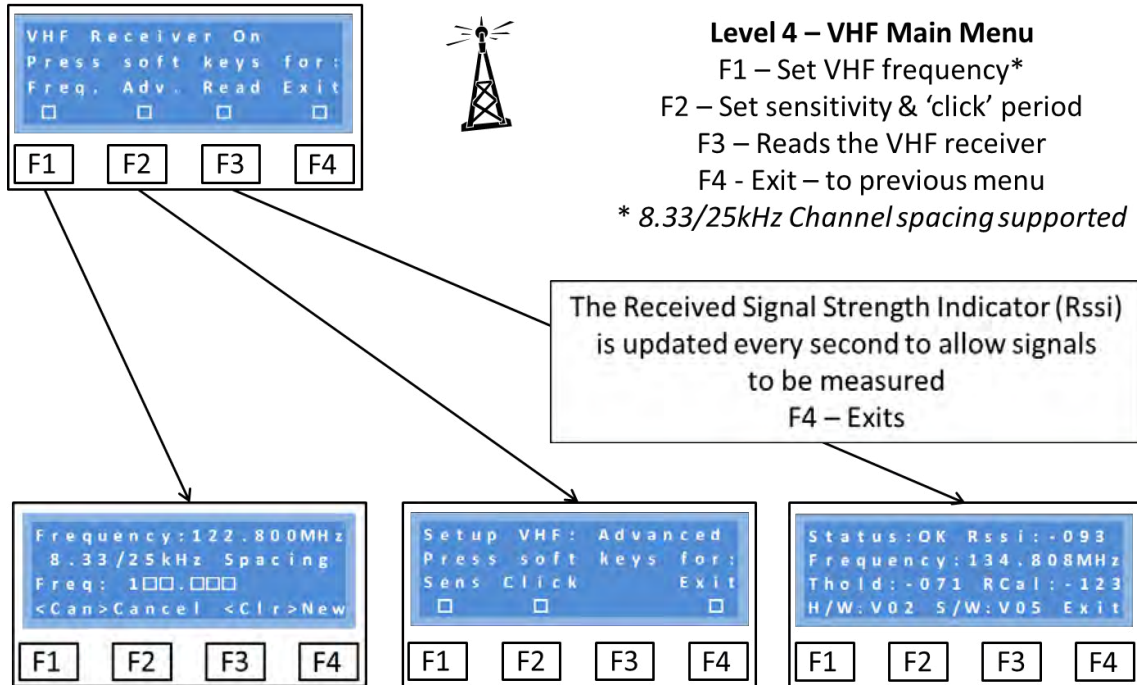 VHF Receiver On
Press soft keys for:
Freq. Adv. Read Exit
F1 F2 F3 F4
Level 4 – VHF Main Menu
F1 – Set VHF frequency*
F2 – Set sensitivity & ‘click’ period
F3 – Reads the VHF receiver
F4 - Exit – to previous menu
* 8.33/25kHz Channel spacing supported
The Received Signal Strength Indicator (Rssi)
is updated every second to allow signals
to be measured
F4 – Exits
Frequency:122.800MHz
8.33/25kHz Spacing
Freq: 1□□.□□□
<Can>Cancel <Clr>New
F1 F2 F3 F4
Setup VHF: Advanced
Press soft keys for:
Sens Click Exit
F1 F2 F3 F4
Status:OK Rssi:-093
Frequency:134.808MHz
Thold:-071 RCal:-123
H/W:V02 S/W:V05 Exit
F1 F2 F3 F4